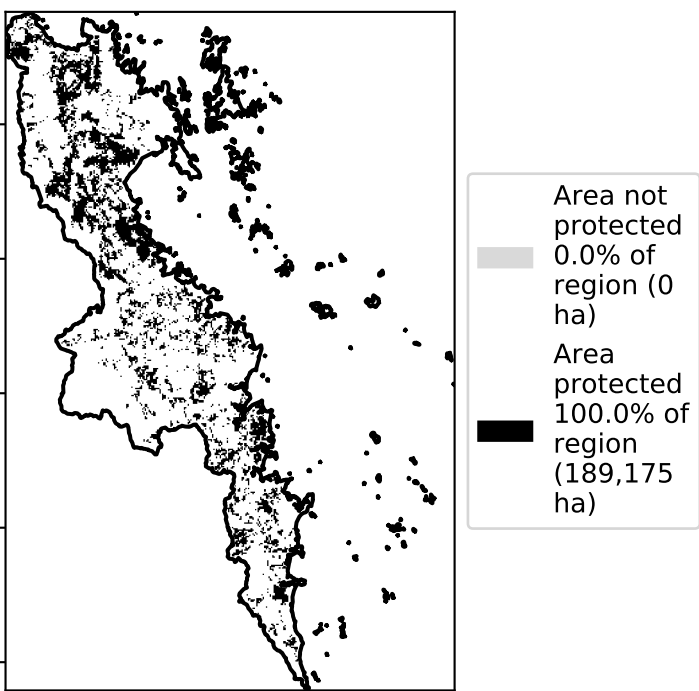 Area not
protected
0.0% of
region (0
ha)
Area
protected
100.0% of
region
(189,175
ha)